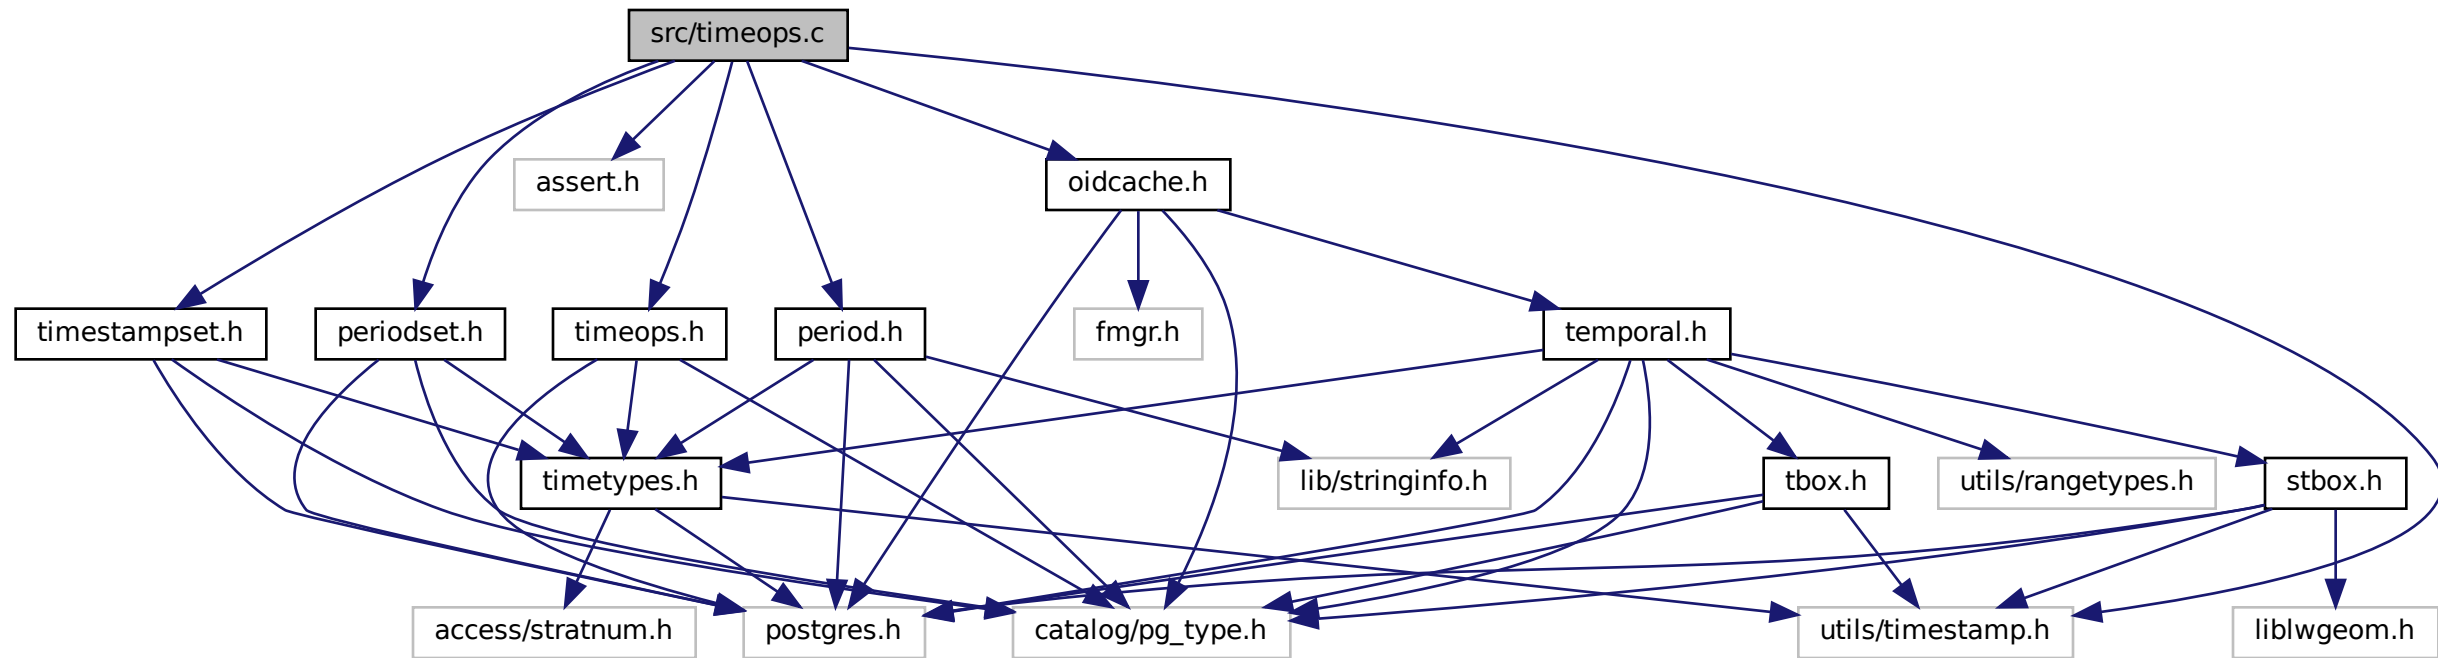 src/timeops.c
assert.h
oidcache.h
timestampset.h
periodset.h
timeops.h
period.h
fmgr.h
temporal.h
timetypes.h
lib/stringinfo.h
tbox.h
utils/rangetypes.h
stbox.h
access/stratnum.h
postgres.h
catalog/pg_type.h
utils/timestamp.h
liblwgeom.h